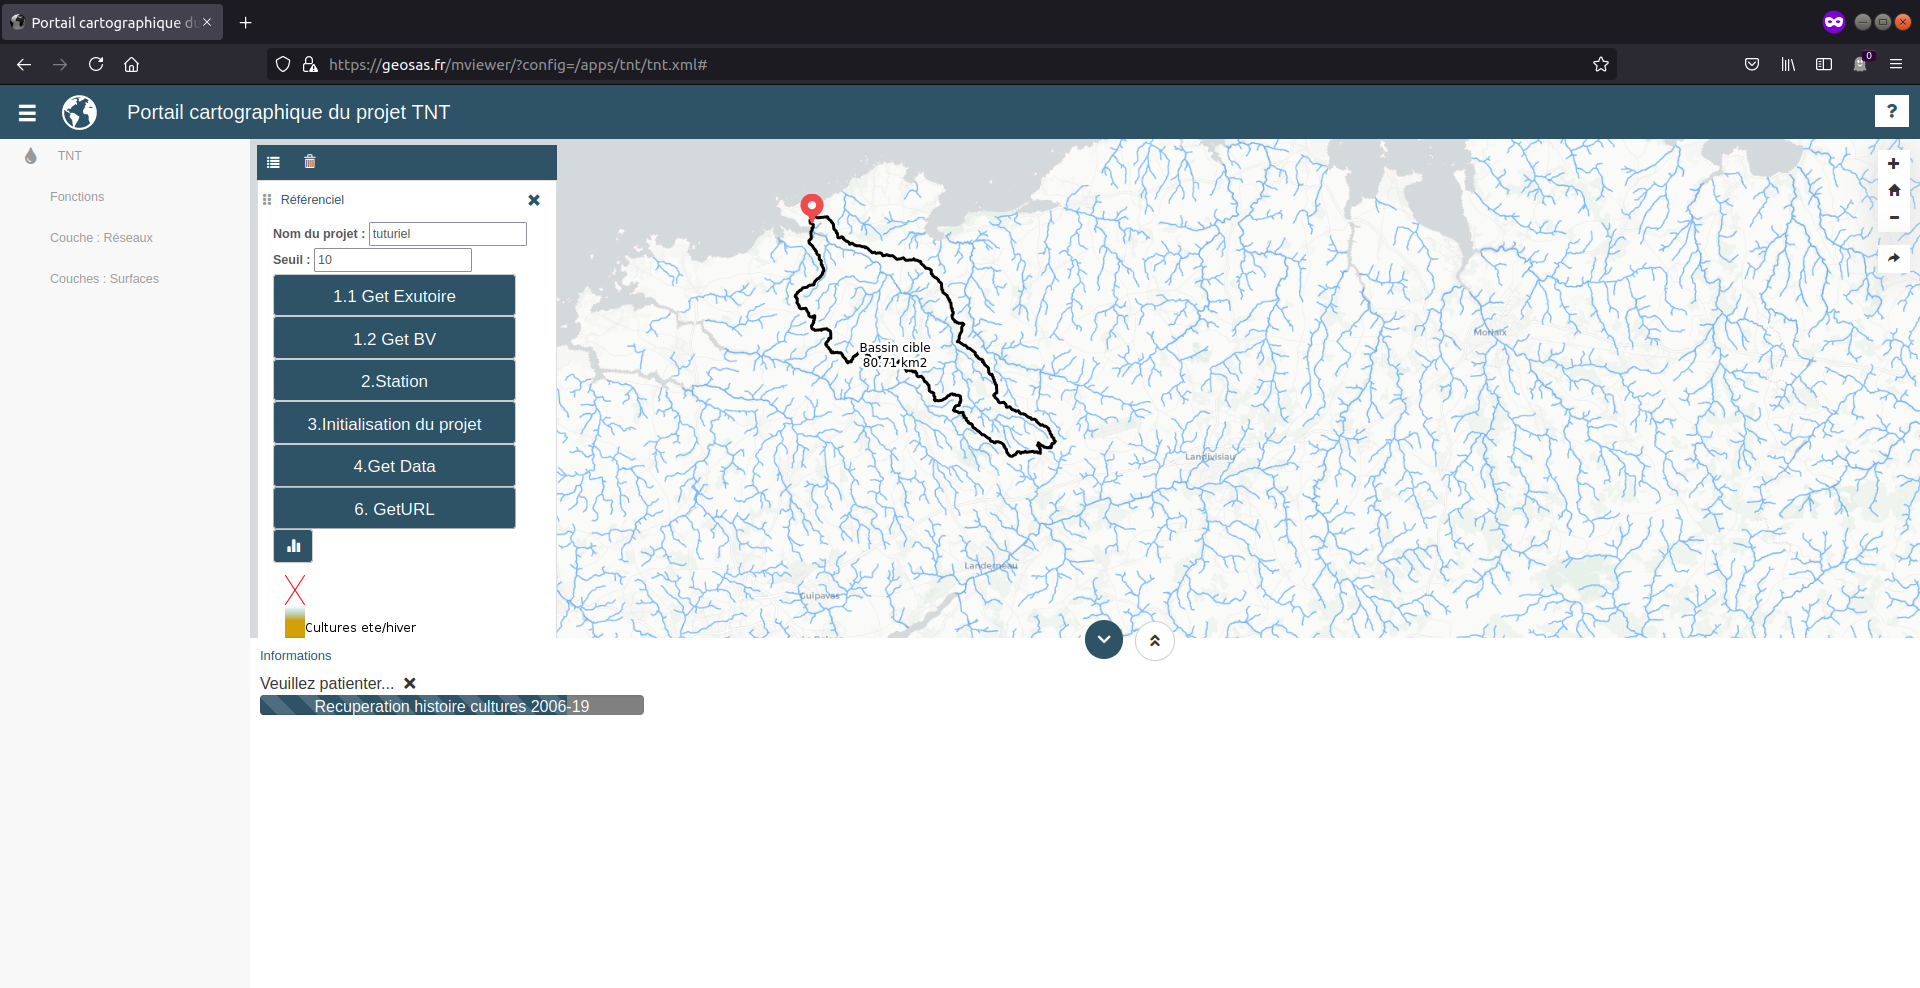 Portail cartographique du
0
https://geosas.fr/mviewer/?config=/apps/tnt/tnt.xml#
Portail cartographique du projet TNT
?
TNT
Fonctions
Couche : Réseaux
Couches : Surfaces
Référenciel
Nom du projet : tuturiel
Seuil : 10
1.1 Get Exutoire
1.2 Get BV
2.Station
3.Initialisation du projet
4.Get Data
6. GetURL
Cultures ete/hiver
Bassin cible
80.71 km2
Morlaix
Landivisiau
Landerneau
Guipavas
Informations
Veuillez patienter...
Recuperation histoire cultures 2006-19